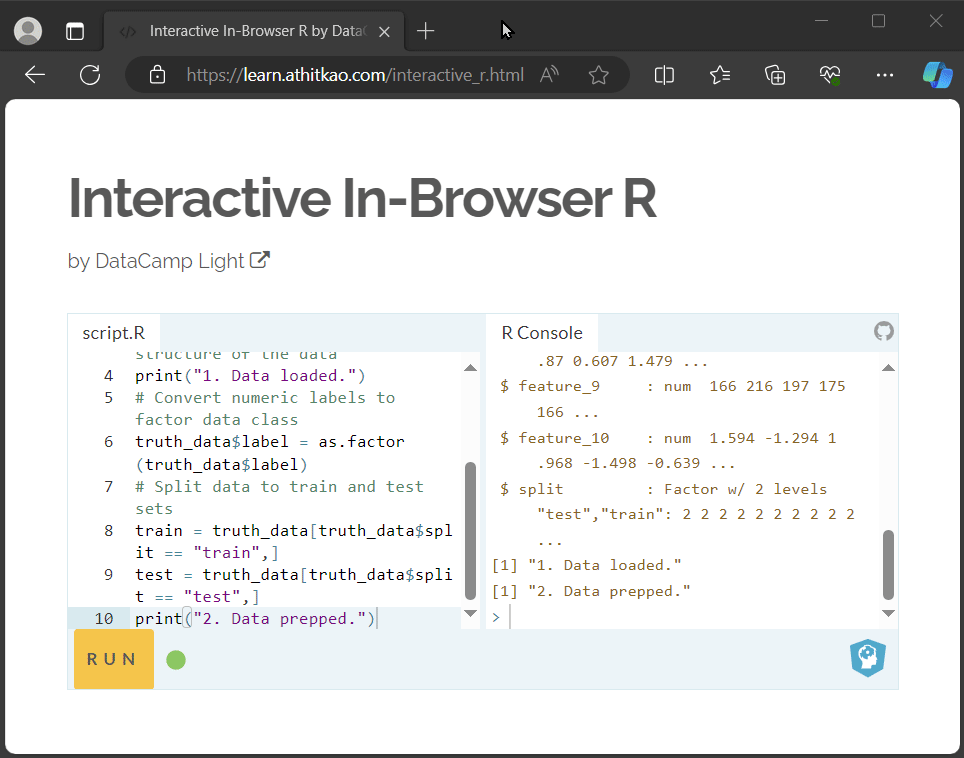 Interactive In-Browser R by Data
https://learn.athitkao.com/interactive_r.html
Interactive In-Browser R
by DataCamp Light
script.R
structure of the data
4 print("1. Data loaded.")
5 # Convert numeric labels to
factor data class
6 truth_data$label = as.factor
(truth_data$label)
7 # Split data to train and test
sets
8 train = truth_data[truth_data$spl
it == "train",]
9 test = truth_data[truth_data$spli
t == "test",]
10 print("2. Data prepped.")
RUN
R Console
.87 0.607 1.479 ...
$ feature_9 : num 166 216 197 175
166 ...
$ feature_10 : num 1.594 -1.294 1
.968 -1.498 -0.639 ...
$ split : Factor w/ 2 levels
"test","train": 2 2 2 2 2 2 2 2 2 2
...
[1] "1. Data loaded."
[1] "2. Data prepped."
>